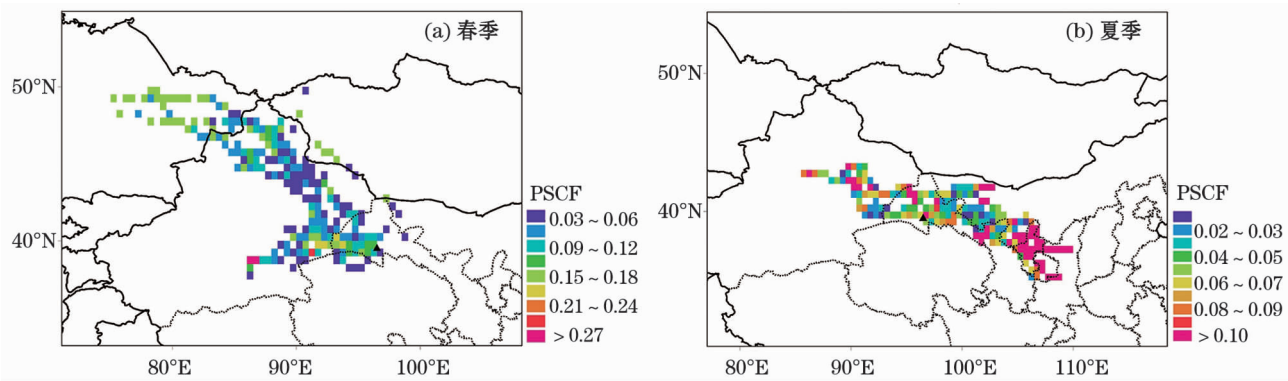 (a) 春季
50°N
40°N
80°E
90°E
100°E
PSCF
0.03 ~ 0.06
0.09 ~ 0.12
0.15 ~ 0.18
0.21 ~ 0.24
> 0.27
(b) 夏季
50°N
40°N
80°E
90°E
100°E
110°E
PSCF
0.02 ~ 0.03
0.04 ~ 0.05
0.06 ~ 0.07
0.08 ~ 0.09
> 0.10